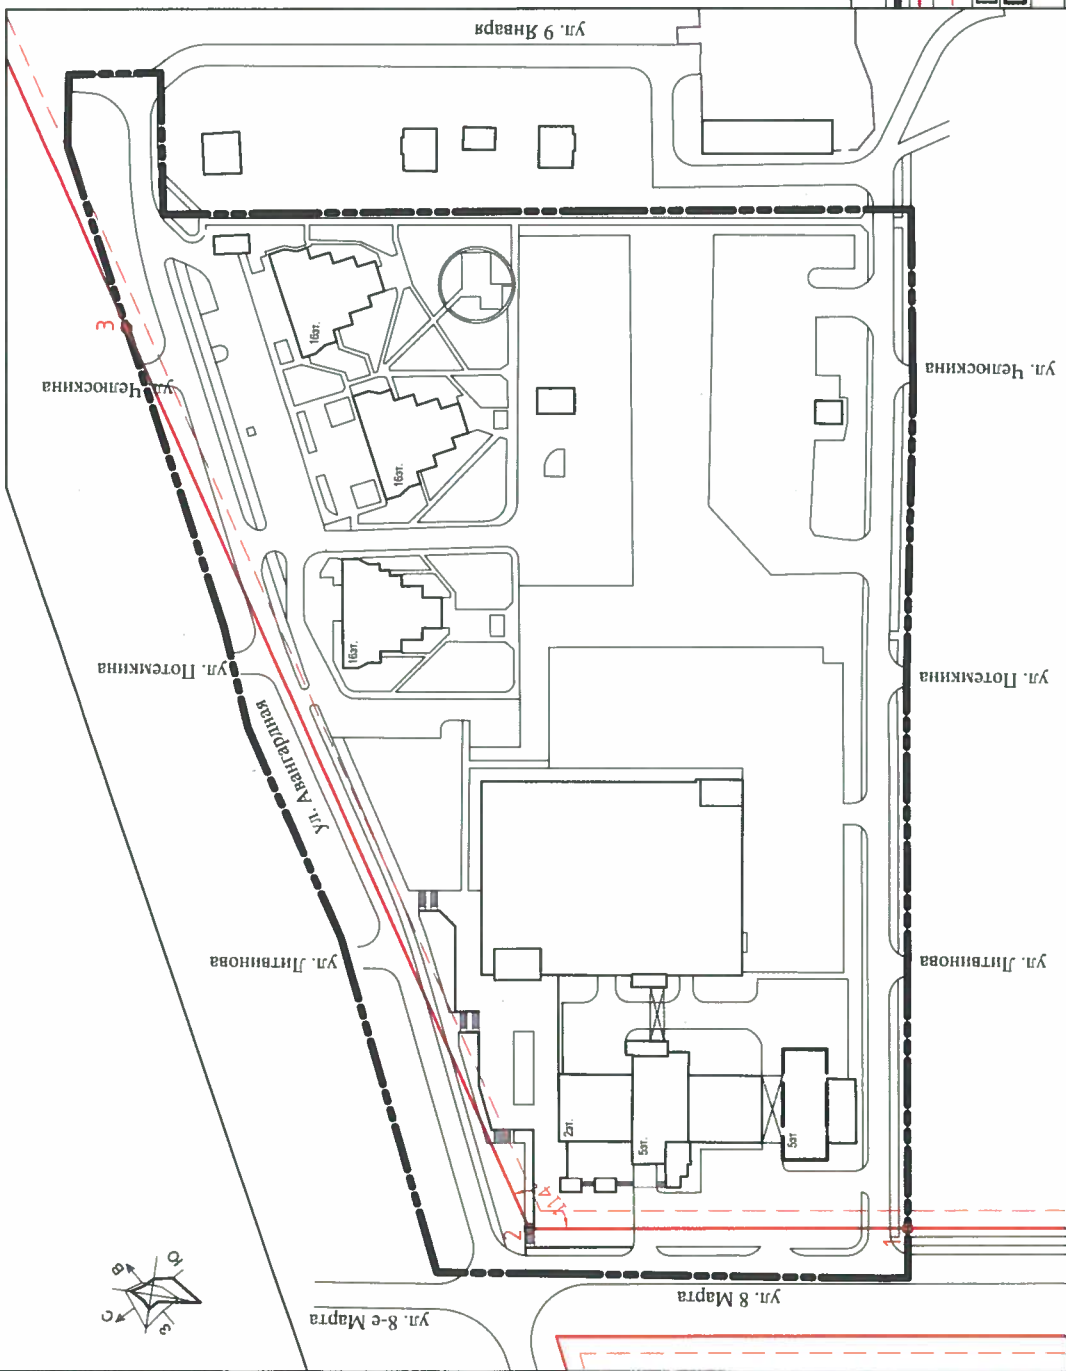 ул. 9 Января
3
ул. Челюскина
ул. Челюскина
16эт.
16эт.
16эт.
ул. Потемкина
ул. Потемкина
ул. Авангардная
ул. Литвинова
ул. Литвинова
2эт.
5эт.
5эт
114
2
1
ул. 8 Марта
ул. 8-е Марта
С
В
Ю
З